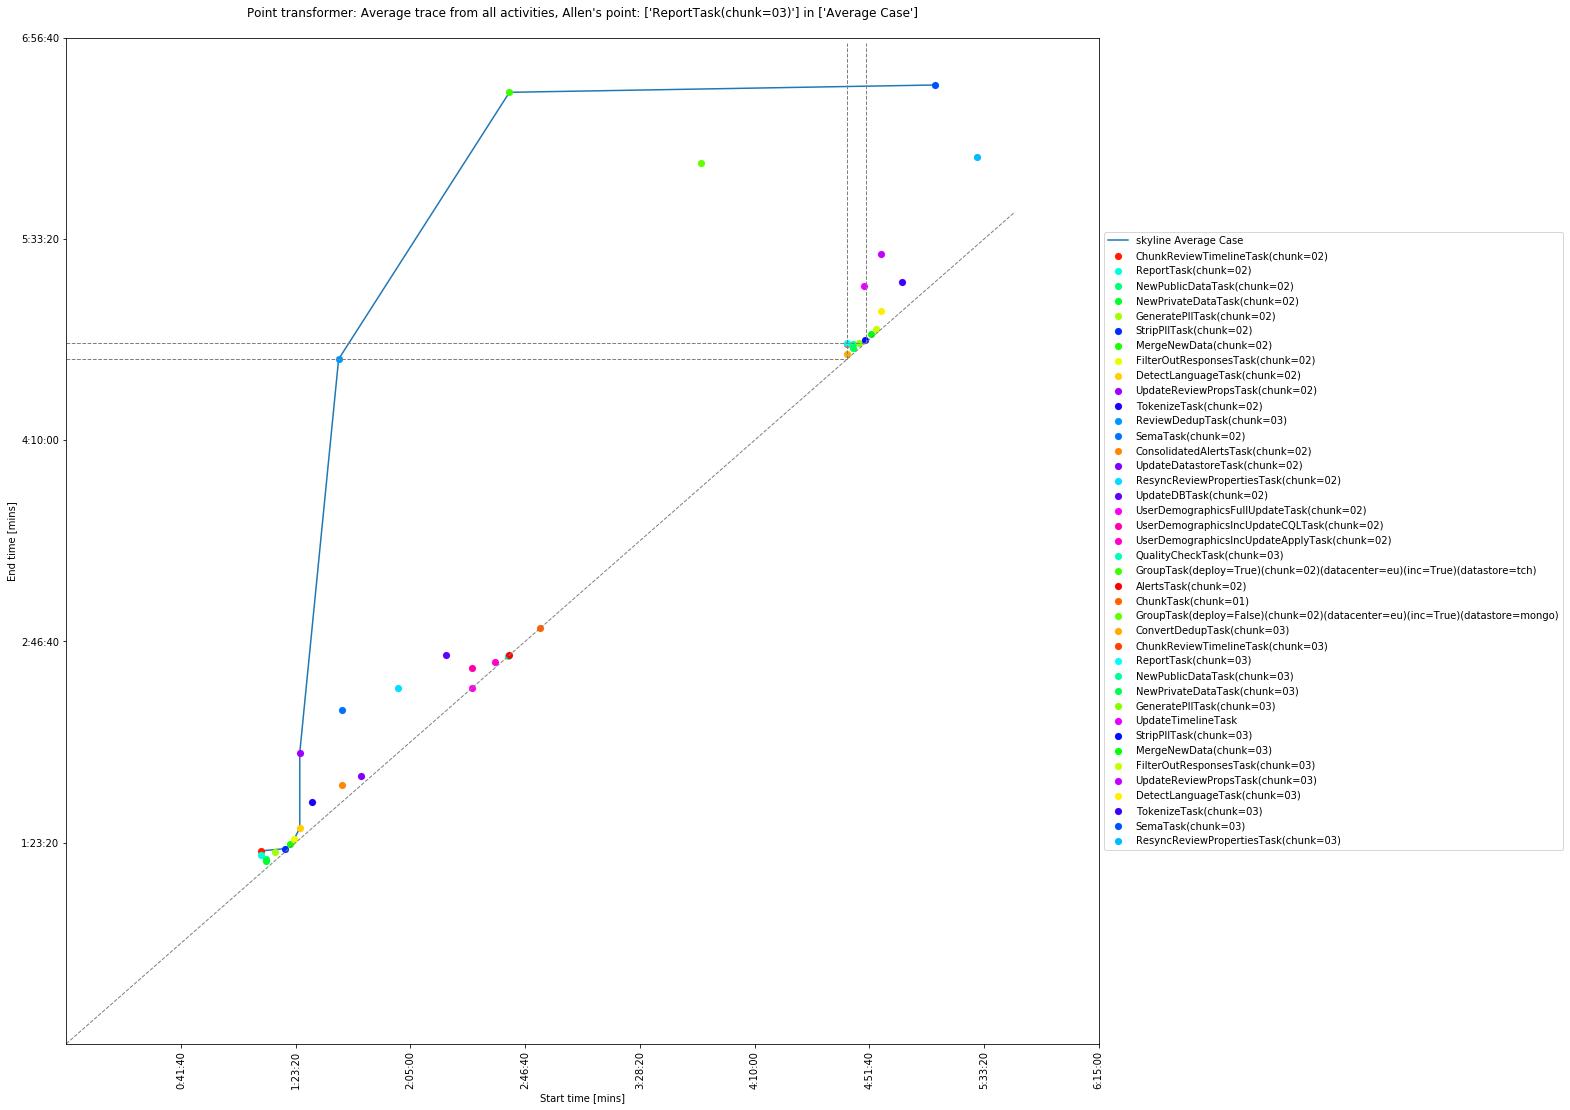 Point transformer: Average trace from all activities, Allen's point: ['ReportTask(chunk=03)'] in ['Average Case']
6:56:40
5:33:20
4:10:00
2:46:40
1:23:20
End time [mins]
0:41:40
1:23:20
2:05:00
2:46:40
3:28:20
4:10:00
4:51:40
5:33:20
6:15:00
Start time [mins]
skyline Average Case
ChunkReviewTimelineTask(chunk=02)
ReportTask(chunk=02)
NewPublicDataTask(chunk=02)
NewPrivateDataTask(chunk=02)
GeneratePIITask(chunk=02)
StripPIITask(chunk=02)
MergeNewData(chunk=02)
FilterOutResponsesTask(chunk=02)
DetectLanguageTask(chunk=02)
UpdateReviewPropsTask(chunk=02)
TokenizeTask(chunk=02)
ReviewDedupTask(chunk=03)
SemaTask(chunk=02)
ConsolidatedAlertsTask(chunk=02)
UpdateDatastoreTask(chunk=02)
ResyncReviewPropertiesTask(chunk=02)
UpdateDBTask(chunk=02)
UserDemographicsFullUpdateTask(chunk=02)
UserDemographicsIncUpdateCQLTask(chunk=02)
UserDemographicsIncUpdateApplyTask(chunk=02)
QualityCheckTask(chunk=03)
GroupTask(deploy=True)(chunk=02)(datacenter=eu)(inc=True)(datastore=tch)
AlertsTask(chunk=02)
ChunkTask(chunk=01)
GroupTask(deploy=False)(chunk=02)(datacenter=eu)(inc=True)(datastore=mongo)
ConvertDedupTask(chunk=03)
ChunkReviewTimelineTask(chunk=03)
ReportTask(chunk=03)
NewPublicDataTask(chunk=03)
NewPrivateDataTask(chunk=03)
GeneratePIITask(chunk=03)
UpdateTimelineTask
StripPIITask(chunk=03)
MergeNewData(chunk=03)
FilterOutResponsesTask(chunk=03)
UpdateReviewPropsTask(chunk=03)
DetectLanguageTask(chunk=03)
TokenizeTask(chunk=03)
SemaTask(chunk=03)
ResyncReviewPropertiesTask(chunk=03)